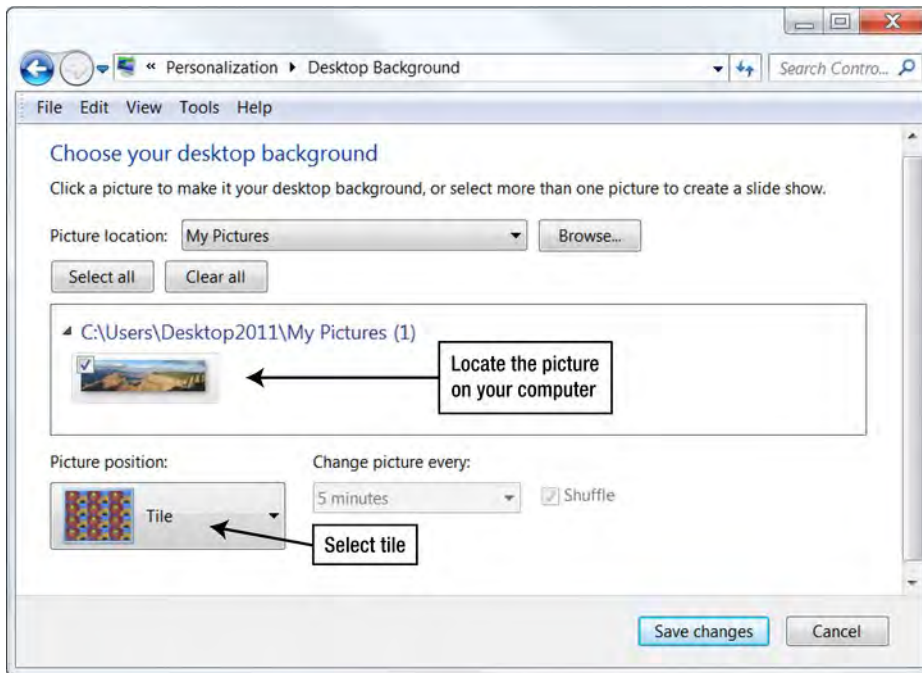 « Personalization ▸ Desktop Background
Search Contro...
File Edit View Tools Help
Choose your desktop background
Click a picture to make it your desktop background, or select more than one picture to create a slide show.
Picture location: My Pictures Browse...
Select all Clear all
C:\Users\Desktop2011\My Pictures (1)
Locate the picture
on your computer
Picture position: Change picture every:
Tile 5 minutes Shuffle
Select tile
Save changes Cancel